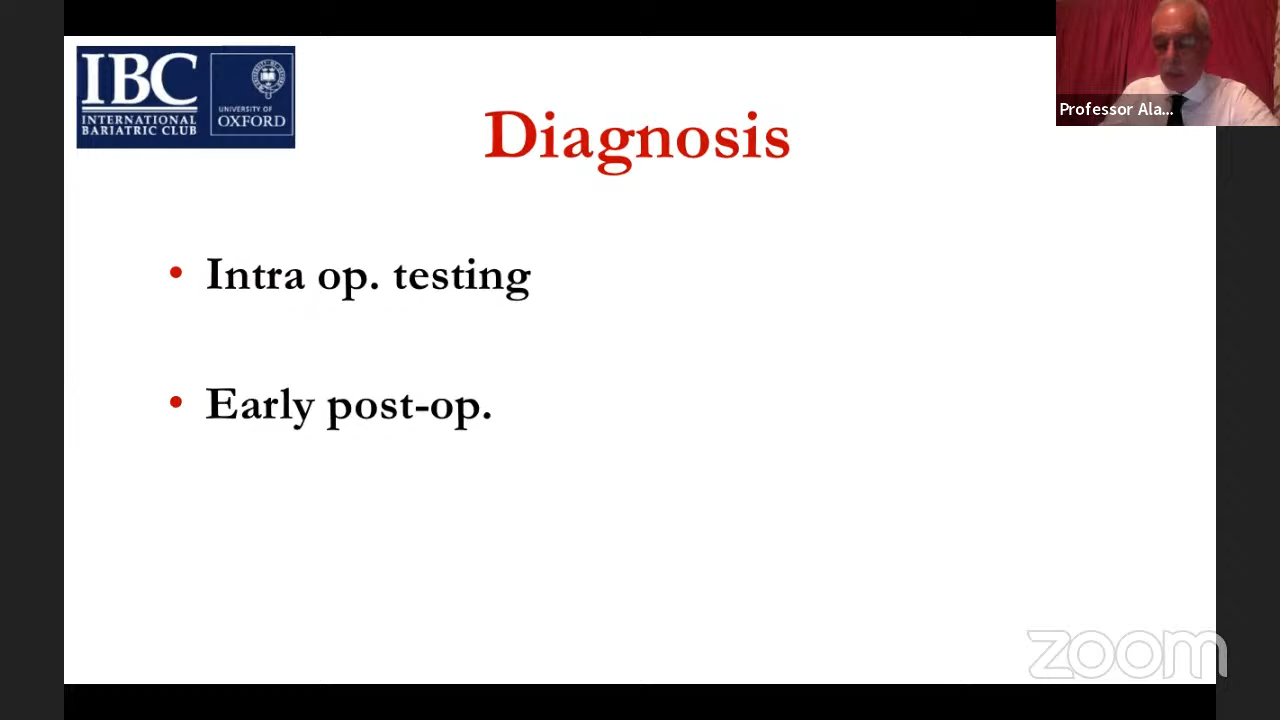 IBC
INTERNATIONAL
BARIATRIC CLUB
UNIVERSITY OF
OXFORD
Professor Ala...
Diagnosis
• Intra op. testing
• Early post-op.
zoom